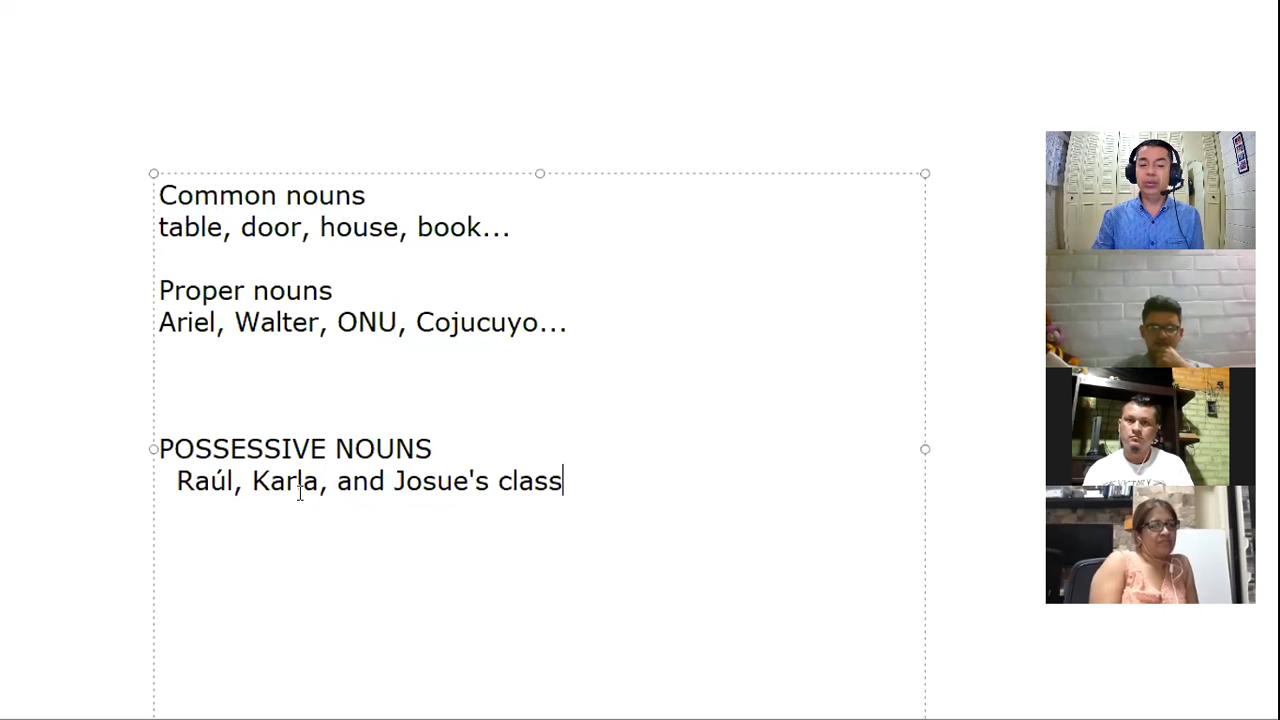 Common nouns
table, door, house, book...
Proper nouns
Ariel, Walter, ONU, Cojucuyo...
POSSESSIVE NOUNS
Raúl, Karla, and Josue's class